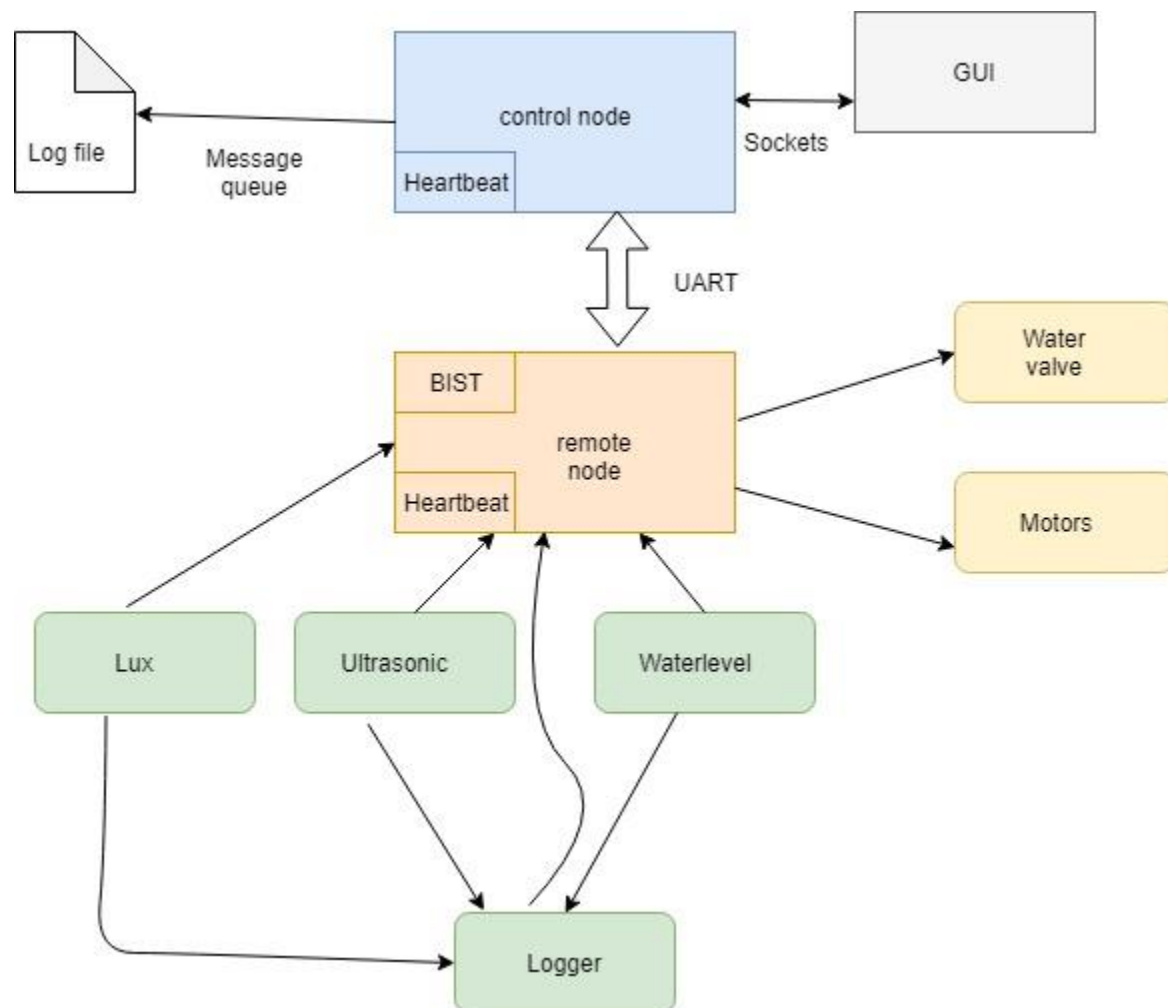 GUI
control node
Log file
Message
queue
Sockets
Heartbeat
UART
Water
valve
BIST
remote
node
Heartbeat
Motors
Lux
Ultrasonic
Waterlevel
Logger